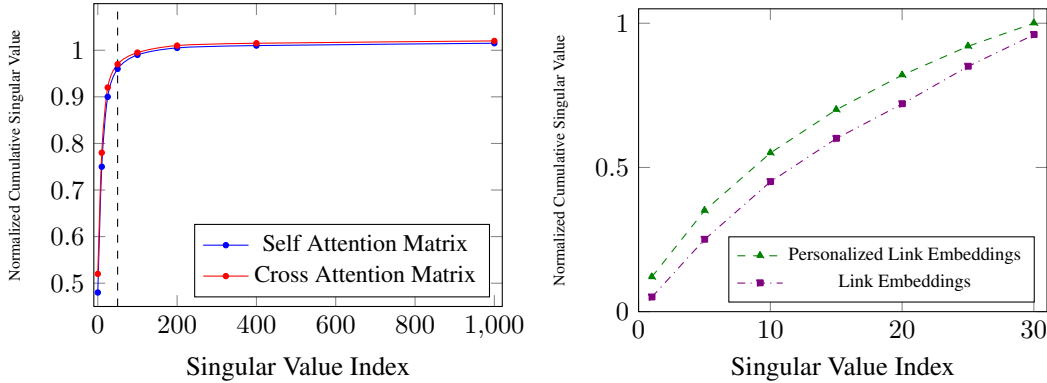 Normalized Cumulative Singular Value
1
0.9
0.8
0.7
0.6
0.5
0 200 400 600 800 1,000
Self Attention Matrix
Cross Attention Matrix
Singular Value Index
Normalized Cumulative Singular Value
1
0.5
0
0 10 20 30
Personalized Link Embeddings
Link Embeddings
Singular Value Index